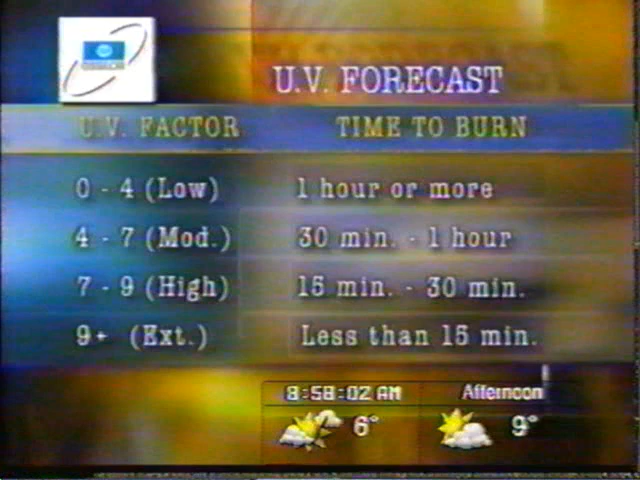 U.V. FORECAST
U.V. FACTOR TIME TO BURN
0 - 4 (Low) 1 hour or more
4 - 7 (Mod.) 30 min. - 1 hour
7 - 9 (High) 15 min. - 30 min.
9+ (Ext.) Less than 15 min.
8:58:02 AM Afternoon
6° 9°